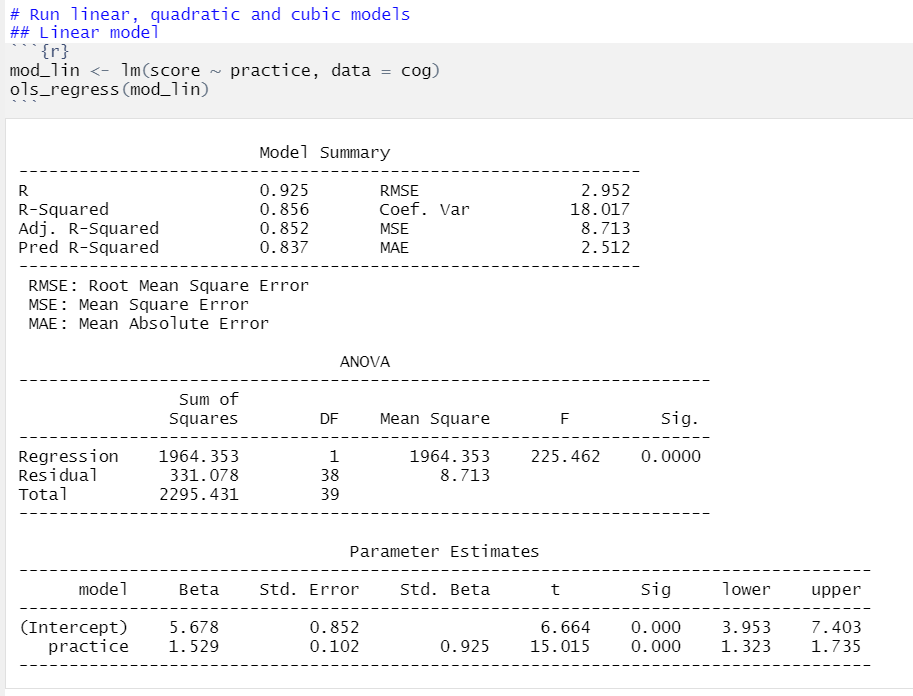 # Run linear, quadratic and cubic models
## Linear model
```{r}
mod_lin <- lm(score ~ practice, data = cog)
ols_regress(mod_lin)
```
Model Summary
----------------------------------------------------------------
R                       0.925       RMSE                2.952
R-Squared               0.856       Coef. Var          18.017
Adj. R-Squared          0.852       MSE                 8.713
Pred R-Squared          0.837       MAE                 2.512
----------------------------------------------------------------
RMSE: Root Mean Square Error
MSE: Mean Square Error
MAE: Mean Absolute Error
ANOVA
-----------------------------------------------------------------------
Sum of
Squares        DF    Mean Square       F         Sig.
-----------------------------------------------------------------------
Regression    1964.353         1       1964.353    225.462    0.0000
Residual       331.078        38          8.713
Total         2295.431        39
-----------------------------------------------------------------------
Parameter Estimates
---------------------------------------------------------------------------------------
model     Beta    Std. Error    Std. Beta      t        Sig     lower    upper
---------------------------------------------------------------------------------------
(Intercept)    5.678         0.852                  6.664    0.000    3.953    7.403
practice    1.529         0.102        0.925    15.015    0.000    1.323    1.735
---------------------------------------------------------------------------------------